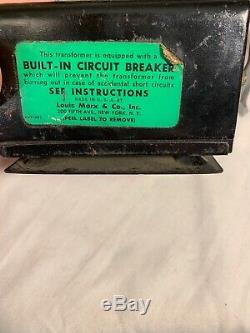 This transformer is equipped with a
BUILT-IN CIRCUIT BREAKER
which will prevent the transformer from
burning out in case of accidental short circuits
SEE INSTRUCTIONS
MADE IN U.S.A. BY
Louis Marx & Co., Inc.
200 FIFTH AVE., NEW YORK, N. Y.
(PEEL LABEL TO REMOVE)